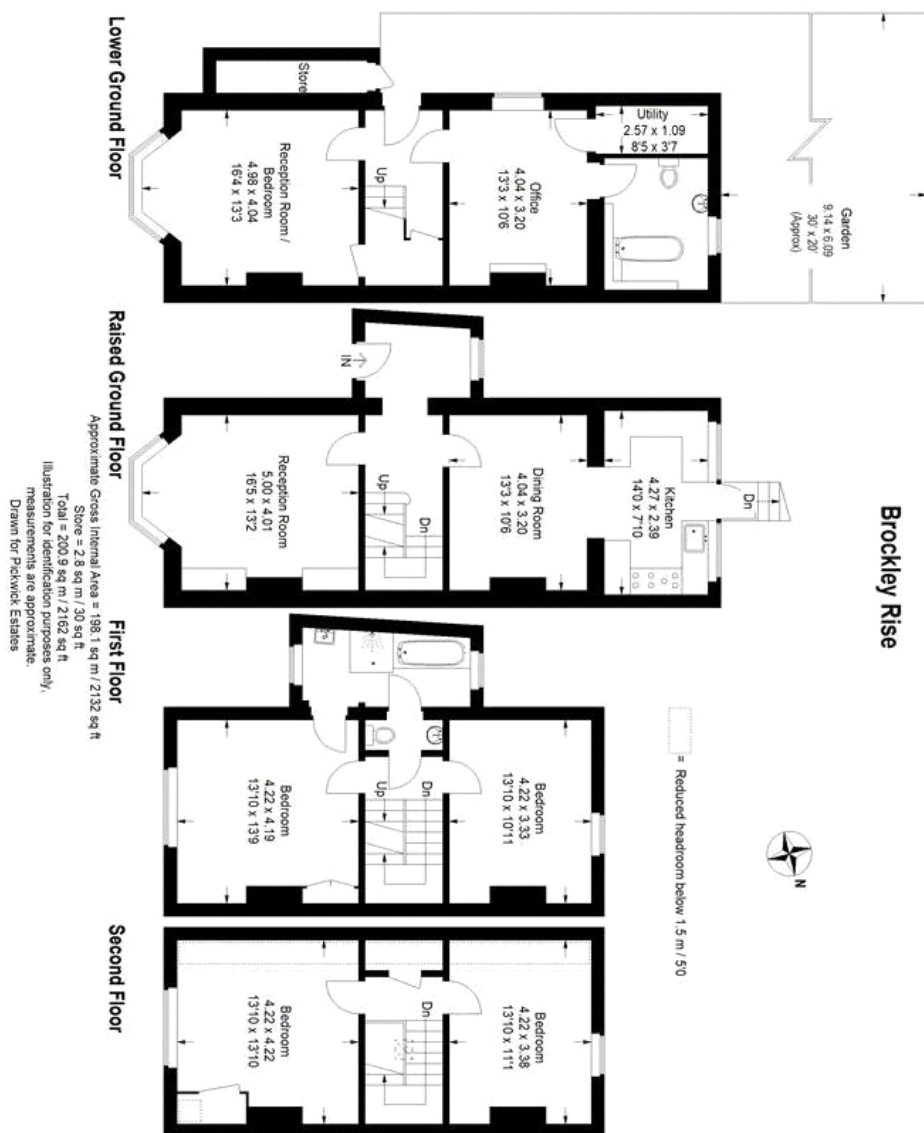 Brockley Rise
= Reduced headroom below 1.5 m / 5'0
N
Garden
9.14 x 6.09
30' x 20'
(Approx)
Utility
2.57 x 1.09
8'5 x 3'7
Office
4.04 x 3.20
13'3 x 10'6
Up
Store
Reception Room /
Bedroom
4.98 x 4.04
16'4 x 13'3
Lower Ground Floor
Dn
Kitchen
4.27 x 2.39
14'0 x 7'10
Dining Room
4.04 x 3.20
13'3 x 10'6
Dn
Up
IN
Reception Room
5.00 x 4.01
16'5 x 13'2
Raised Ground Floor
Bedroom
4.22 x 3.33
13'10 x 10'11
Dn
Up
Bedroom
4.22 x 4.19
13'10 x 13'9
First Floor
Bedroom
4.22 x 3.38
13'10 x 11'1
Dn
Bedroom
4.22 x 4.22
13'10 x 13'10
Second Floor
Approximate Gross Internal Area = 198.1 sq m / 2132 sq ft
Store = 2.8 sq m / 30 sq ft
Total = 200.9 sq m / 2162 sq ft
Illustration for identification purposes only,
measurements are approximate.
Drawn for Pickwick Estates